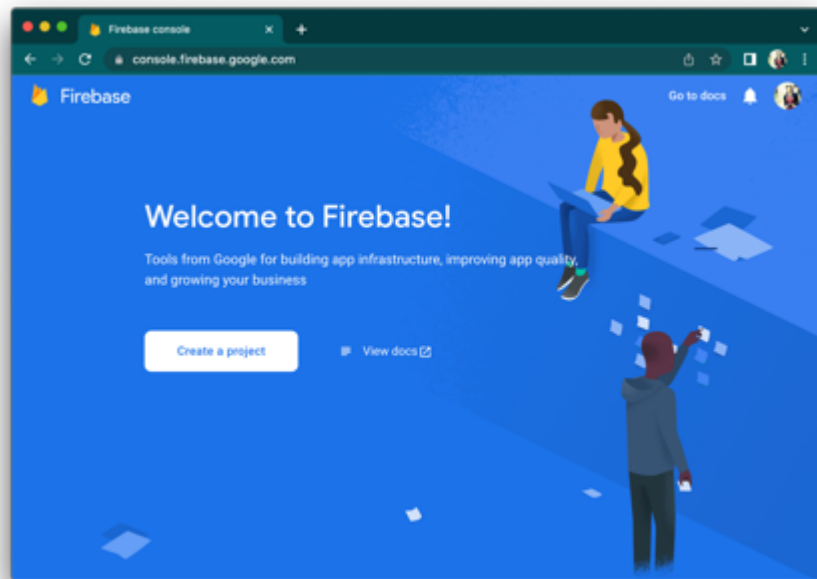 Firebase console
console.firebase.google.com
Firebase
Go to docs
Welcome to Firebase!
Tools from Google for building app infrastructure, improving app quality,
and growing your business
Create a project
View docs